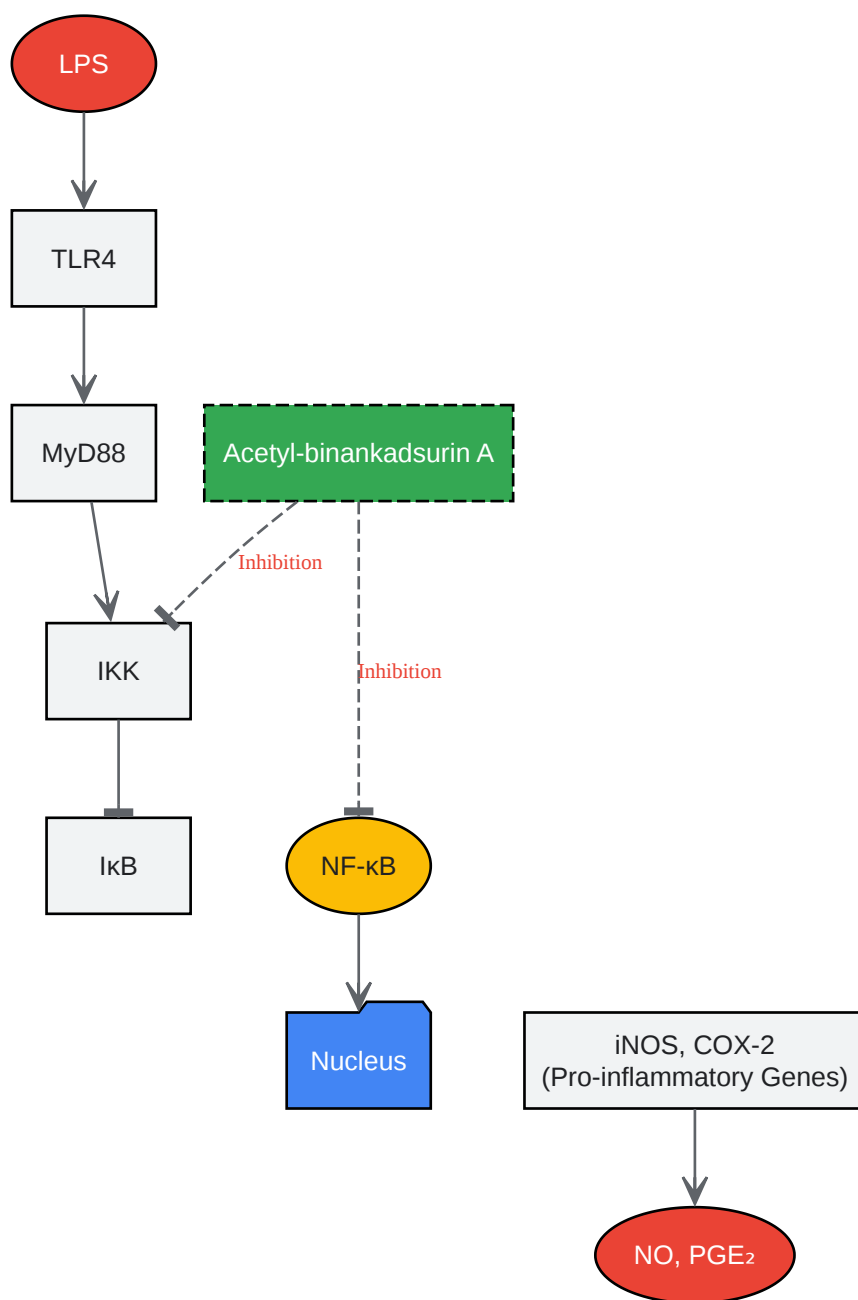 LPS
TLR4
MyD88
Acetyl-binankadsurin A
Inhibition
IKK
Inhibition
IκB
NF-κB
Nucleus
iNOS, COX-2
(Pro-inflammatory Genes)
NO, PGE₂